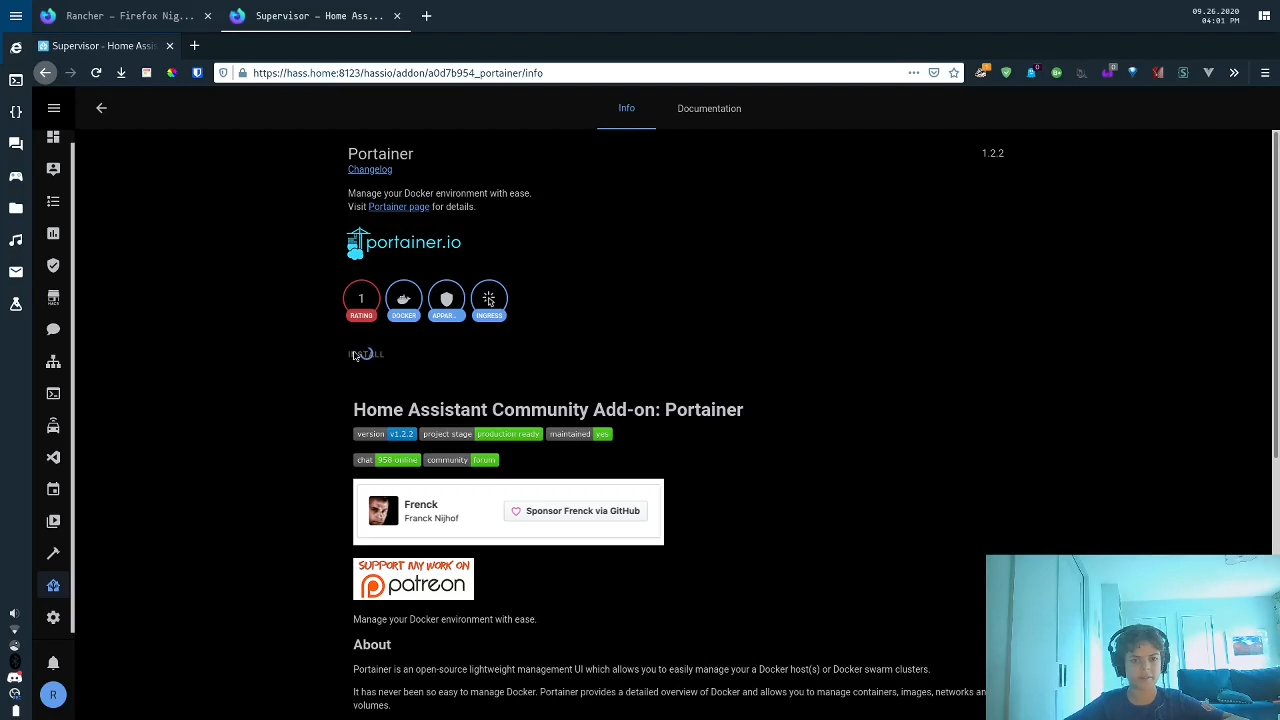 Rancher — Firefox Nig...
Supervisor — Home Ass...
09.26.2020
04:01 PM
Supervisor - Home Assis
https://hass.home:8123/hassio/addon/a0d7b954_portainer/info
Info
Documentation
Portainer
1.2.2
Changelog
Manage your Docker environment with ease.
Visit Portainer page for details.
portainer.io
1
RATING
DOCKER
APPAR...
INGRESS
INSTALL
HACS
Home Assistant Community Add-on: Portainer
version v1.2.2 project stage production ready maintained yes
chat 958 online community forum
Frenck
Franck Nijhof
Sponsor Frenck via GitHub
SUPPORT MY WORK ON
patreon
Manage your Docker environment with ease.
About
Portainer is an open-source lightweight management UI which allows you to easily manage your a Docker host(s) or Docker swarm clusters.
It has never been so easy to manage Docker. Portainer provides a detailed overview of Docker and allows you to manage containers, images, networks an
volumes.
R